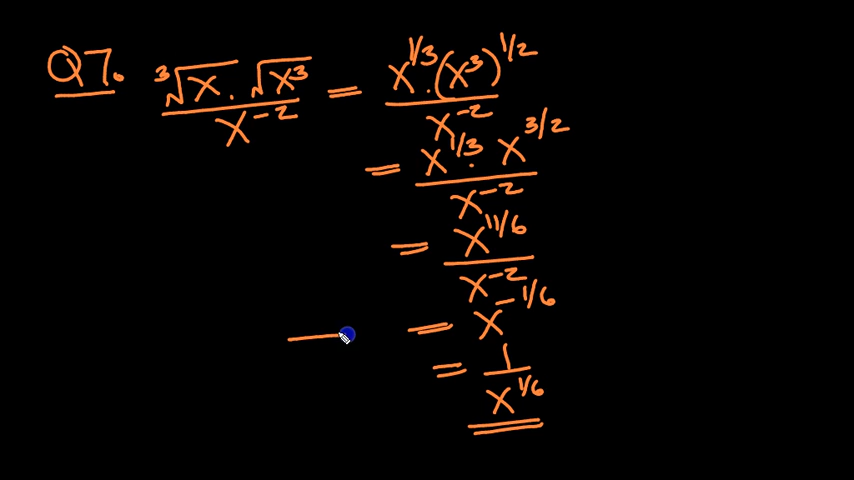 Q7. ∛x · √x³ / x⁻² = x^1/3 · (x³)^1/2 / x⁻²
= x^1/3 · x^3/2 / x⁻²
= x^11/6 / x⁻²
= x^-1/6
= 1 / x^1/6